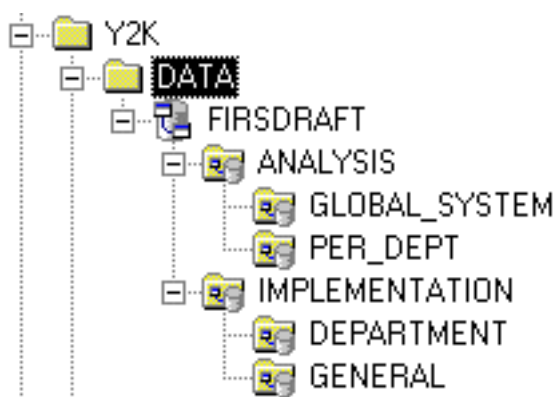 Y2K
DATA
FIRSDRAFT
ANALYSIS
GLOBAL_SYSTEM
PER_DEPT
IMPLEMENTATION
DEPARTMENT
GENERAL